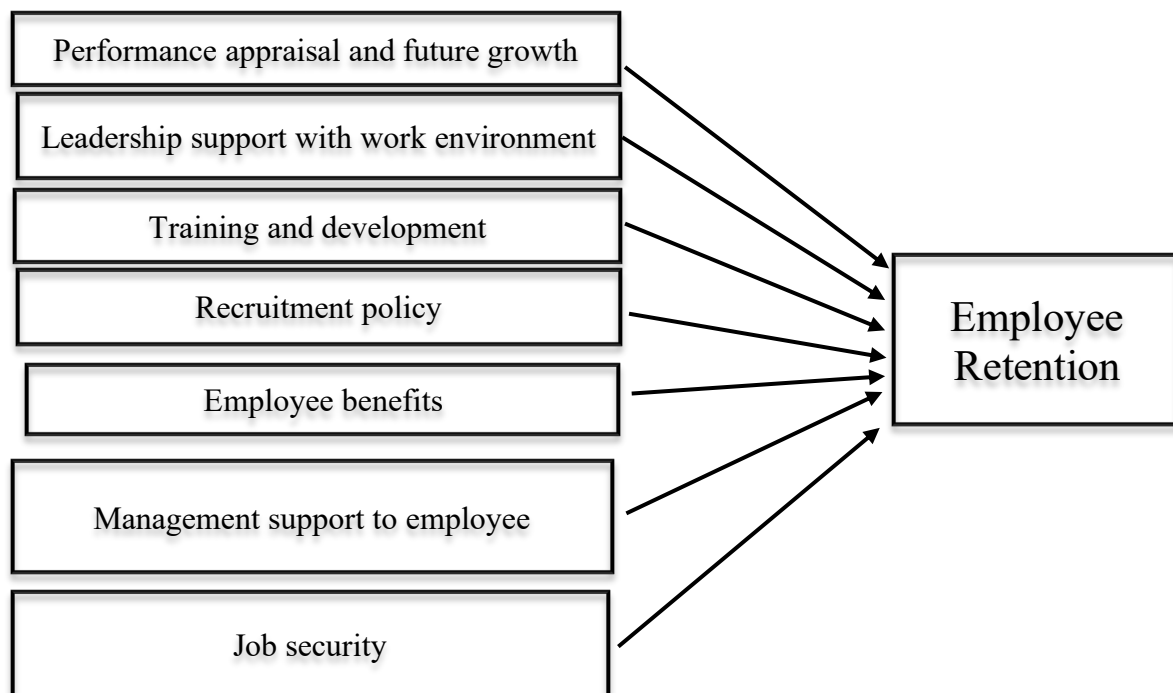 Performance appraisal and future growth
Leadership support with work environment
Training and development
Recruitment policy
Employee benefits
Management support to employee
Job security
Employee
Retention